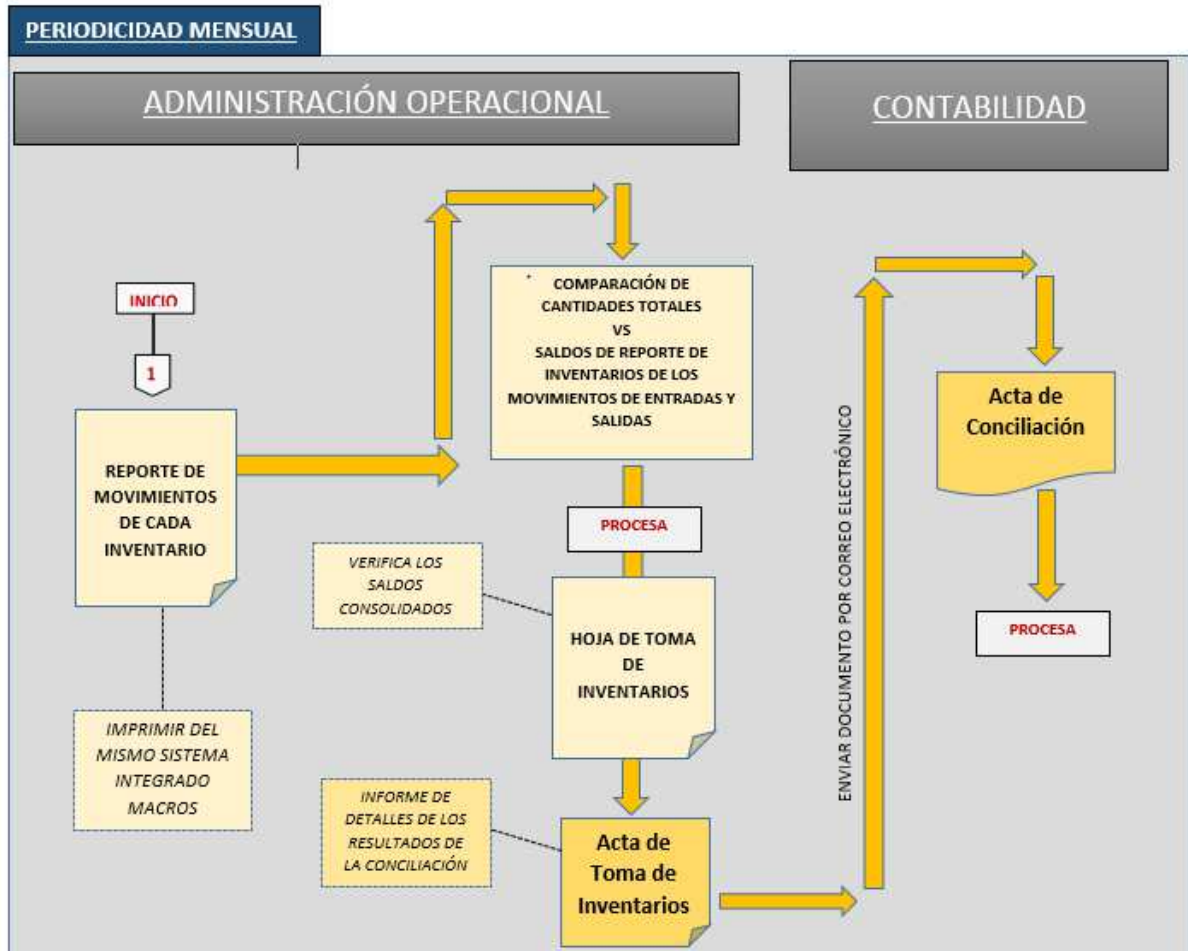 PERIODICIDAD MENSUAL
ADMINISTRACIÓN OPERACIONAL
CONTABILIDAD
INICIO
1
REPORTE DE
MOVIMIENTOS
DE CADA
INVENTARIO
IMPRIMIR DEL
MISMO SISTEMA
INTEGRADO
MACROS
* COMPARACIÓN DE
CANTIDADES TOTALES
VS
SALDOS DE REPORTE DE
INVENTARIOS DE LOS
MOVIMIENTOS DE ENTRADAS Y
SALIDAS
PROCESA
VERIFICA LOS
SALDOS
CONSOLIDADOS
HOJA DE TOMA
DE
INVENTARIOS
INFORME DE
DETALLES DE LOS
RESULTADOS DE
LA CONCILIACIÓN
Acta de
Toma de
Inventarios
ENVIAR DOCUMENTO POR CORREO ELECTRÓNICO
Acta de
Conciliación
PROCESA